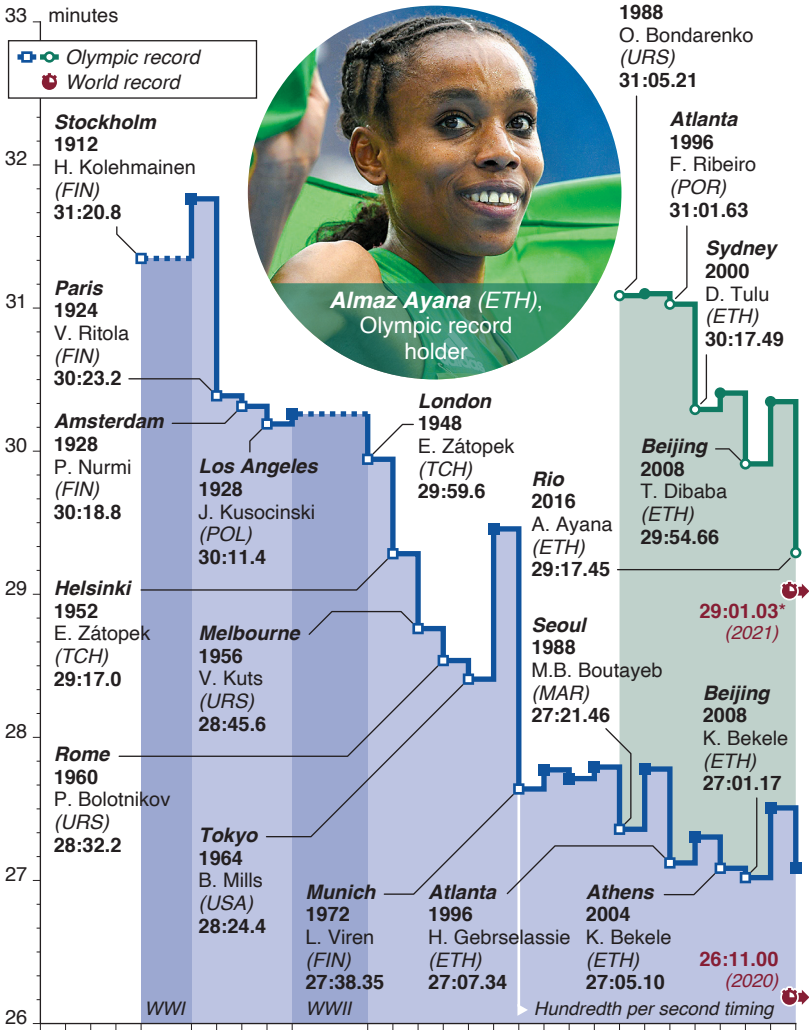 33 minutes
Olympic record
World record
Stockholm
1912
H. Kolehmainen
(FIN)
31:20.8
32
Paris
1924
V. Ritola
(FIN)
30:23.2
31
Amsterdam
1928
P. Nurmi
(FIN)
30:18.8
30
Los Angeles
1928
J. Kusocinski
(POL)
30:11.4
London
1948
E. Zátopek
(TCH)
29:59.6
Almaz Ayana (ETH),
Olympic record
holder
1988
O. Bondarenko
(URS)
31:05.21
Atlanta
1996
F. Ribeiro
(POR)
31:01.63
Sydney
2000
D. Tulu
(ETH)
30:17.49
Beijing
2008
T. Dibaba
(ETH)
29:54.66
Rio
2016
A. Ayana
(ETH)
29:17.45
29:01.03*
(2021)
29
Helsinki
1952
E. Zátopek
(TCH)
29:17.0
Melbourne
1956
V. Kuts
(URS)
28:45.6
28
Rome
1960
P. Bolotnikov
(URS)
28:32.2
Tokyo
1964
B. Mills
(USA)
28:24.4
Seoul
1988
M.B. Boutayeb
(MAR)
27:21.46
Beijing
2008
K. Bekele
(ETH)
27:01.17
27
Munich
1972
L. Viren
(FIN)
27:38.35
Atlanta
1996
H. Gebrselassie
(ETH)
27:07.34
Athens
2004
K. Bekele
(ETH)
27:05.10
26:11.00
(2020)
26
WWI
WWII
Hundredth per second timing